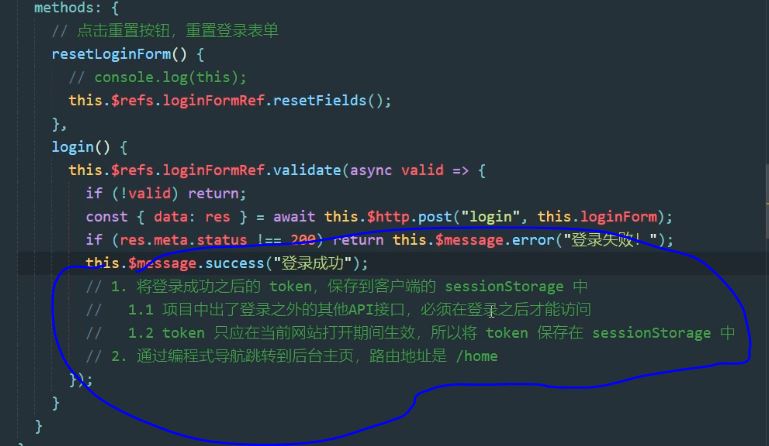 methods: {
// 点击重置按钮，重置登录表单
resetLoginForm() {
// console.log(this);
this.$refs.loginFormRef.resetFields();
},
login() {
this.$refs.loginFormRef.validate(async valid => {
if (!valid) return;
const { data: res } = await this.$http.post("login", this.loginForm);
if (res.meta.status !== 200) return this.$message.error("登录失败！");
this.$message.success("登录成功");
// 1. 将登录成功之后的 token，保存到客户端的 sessionStorage 中
//   1.1 项目中出了登录之外的其他API接口，必须在登录之后才能访问
//   1.2 token 只应在当前网站打开期间生效，所以将 token 保存在 sessionStorage 中
// 2. 通过编程式导航跳转到后台主页，路由地址是 /home
});
}
}